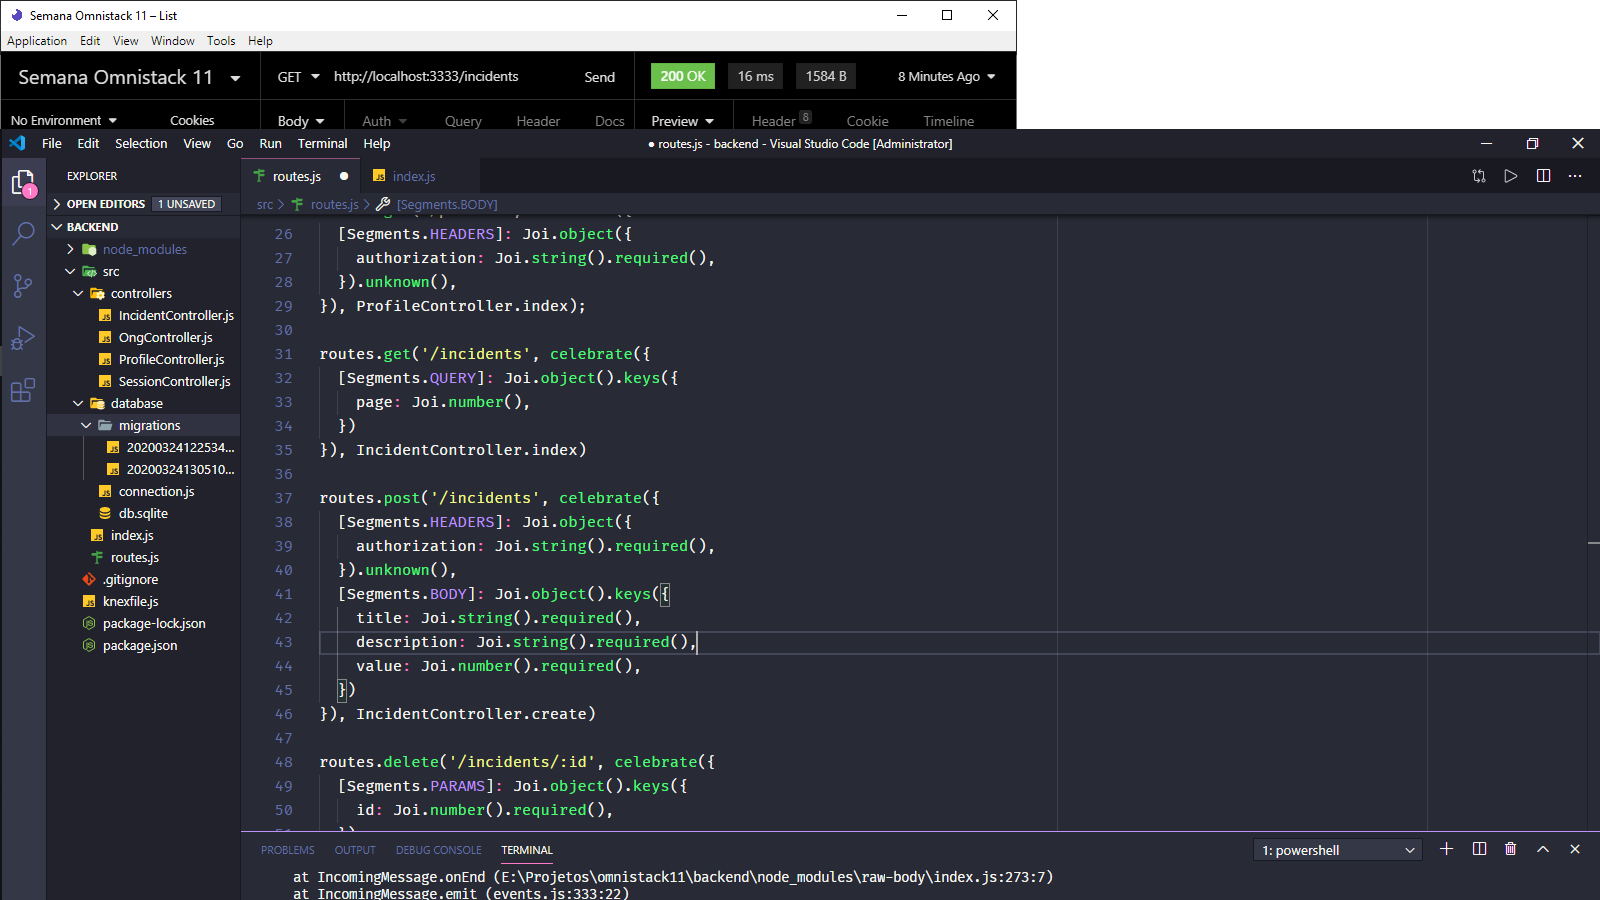 Semana Omnistack 11 – List
Application Edit View Window Tools Help
Semana Omnistack 11 GET http://localhost:3333/incidents Send 200 OK 16 ms 1584 B 8 Minutes Ago
No Environment Cookies Body Auth Query Header Docs Preview Header 8 Cookie Timeline
File Edit Selection View Go Run Terminal Help ● routes.js - backend - Visual Studio Code [Administrator]
1
EXPLORER
OPEN EDITORS 1 UNSAVED
BACKEND
node_modules
src
controllers
IncidentController.js
OngController.js
ProfileController.js
SessionController.js
database
migrations
20200324122534...
20200324130510...
connection.js
db.sqlite
index.js
routes.js
.gitignore
knexfile.js
package-lock.json
package.json
routes.js ● index.js
src > routes.js > [Segments.BODY]
26 [Segments.HEADERS]: Joi.object({
27 authorization: Joi.string().required(),
28 }).unknown(),
29 }), ProfileController.index);
30
31 routes.get('/incidents', celebrate({
32 [Segments.QUERY]: Joi.object().keys({
33 page: Joi.number(),
34 })
35 }), IncidentController.index)
36
37 routes.post('/incidents', celebrate({
38 [Segments.HEADERS]: Joi.object({
39 authorization: Joi.string().required(),
40 }).unknown(),
41 [Segments.BODY]: Joi.object().keys({
42 title: Joi.string().required(),
43 description: Joi.string().required(),
44 value: Joi.number().required(),
45 })
46 }), IncidentController.create)
47
48 routes.delete('/incidents/:id', celebrate({
49 [Segments.PARAMS]: Joi.object().keys({
50 id: Joi.number().required(),
PROBLEMS OUTPUT DEBUG CONSOLE TERMINAL 1: powershell
at IncomingMessage.onEnd (E:\Projetos\omnistack11\backend\node_modules\raw-body\index.js:273:7)
at IncomingMessage.emit (events.js:333:22)